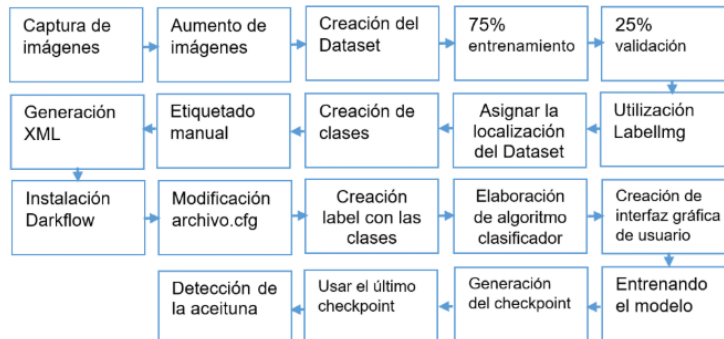 Captura de
imágenes
Aumento de
imágenes
Creación del
Dataset
75%
entrenamiento
25%
validación
Utilización
LabelImg
Asignar la
localización
del Dataset
Creación de
clases
Etiquetado
manual
Generación
XML
Instalación
Darkflow
Modificación
archivo.cfg
Creación
label con las
clases
Elaboración
de algoritmo
clasificador
Creación de
interfaz gráfica
de usuario
Entrenando
el modelo
Generación
del checkpoint
Usar el último
checkpoint
Detección de
la aceituna